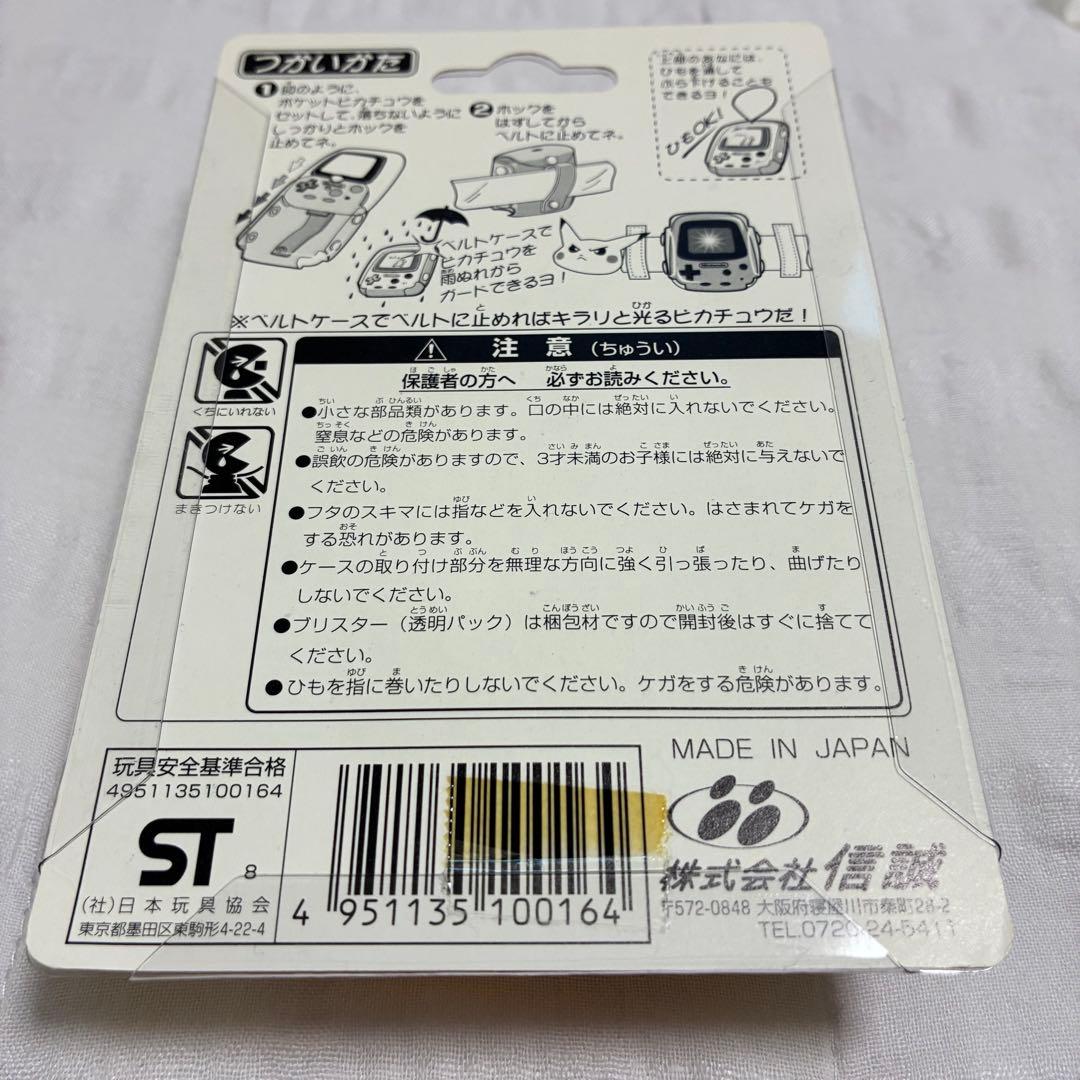 つかいかた
❶図のように、
ポケットピカチュウを
セットして、落ちないように
しっかりとホックを
止めてネ。
❷ホックを
はずしてから
ベルトに止めてネ。
上部のあなには、
ひもを通して
ぶら下げることも
できるヨ!
ひもOK!
ベルトケースで
ピカチュウを
雨ぬれから
ガードできるヨ!
Nintendo
※ベルトケースでベルトに止めればキラリと光るピカチュウだ!
注意(ちゅうい)
保護者の方へ 必ずお読みください。
●小さな部品類があります。口の中には絶対に入れないでください。
窒息などの危険があります。
●誤飲の危険がありますので、3才未満のお子様には絶対に与えないで
ください。
●フタのスキマには指などを入れないでください。はさまれてケガを
する恐れがあります。
●ケースの取り付け部分を無理な方向に強く引っ張ったり、曲げたり
しないでください。
●ブリスター(透明パック)は梱包材ですので開封後はすぐに捨てて
ください。
●ひもを指に巻いたりしないでください。ケガをする危険があります。
くちにいれない
まきつけない
玩具安全基準合格
4951135100164
ST 8
(社)日本玩具協会
東京都墨田区東駒形4-22-4
4 951135 100164
MADE IN JAPAN
株式会社 信誠
〒572-0848 大阪府寝屋川市秦町28-2
TEL.0720-24-5411